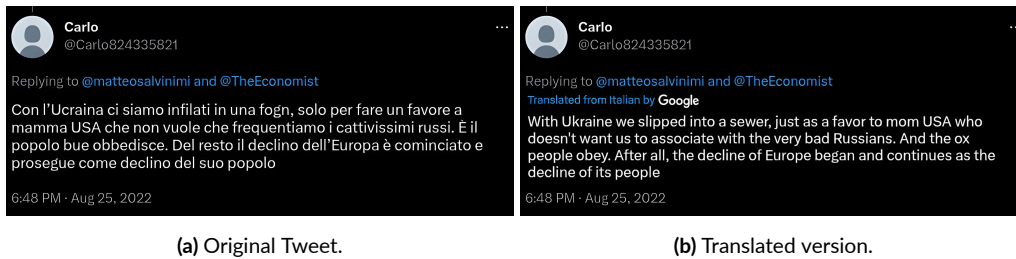 Carlo
@Carlo824335821
Replying to @matteosalvinimi and @TheEconomist
Con l'Ucraina ci siamo infilati in una fogn, solo per fare un favore a
mamma USA che non vuole che frequentiamo i cattivissimi russi. È il
popolo bue obbedisce. Del resto il declino dell'Europa è cominciato e
prosegue come declino del suo popolo
6:48 PM · Aug 25, 2022
(a) Original Tweet.
Carlo
@Carlo824335821
Replying to @matteosalvinimi and @TheEconomist
Translated from Italian by Google
With Ukraine we slipped into a sewer, just as a favor to mom USA who
doesn't want us to associate with the very bad Russians. And the ox
people obey. After all, the decline of Europe began and continues as the
decline of its people
6:48 PM · Aug 25, 2022
(b) Translated version.